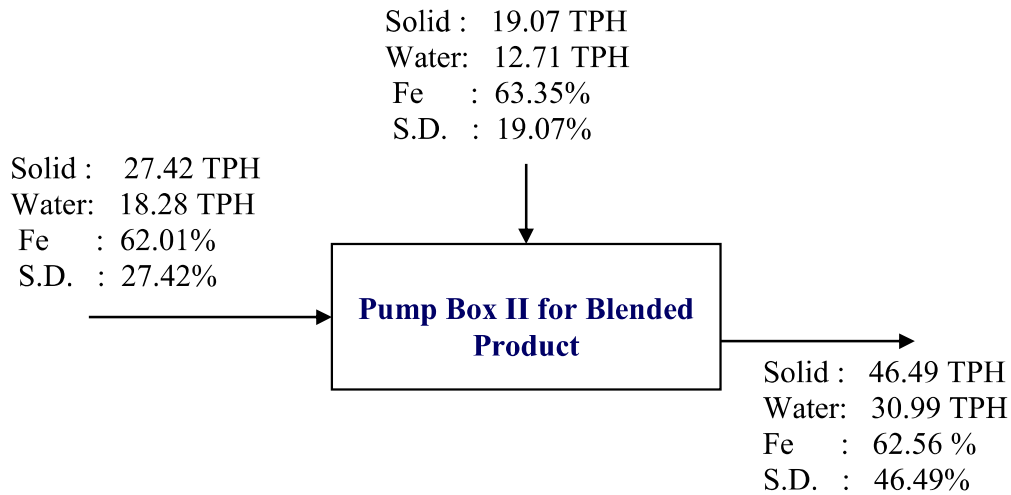 Solid : 19.07 TPH
Water: 12.71 TPH
Fe : 63.35%
S.D. : 19.07%
Solid : 27.42 TPH
Water: 18.28 TPH
Fe : 62.01%
S.D. : 27.42%
Pump Box II for Blended
Product
Solid : 46.49 TPH
Water: 30.99 TPH
Fe : 62.56 %
S.D. : 46.49%